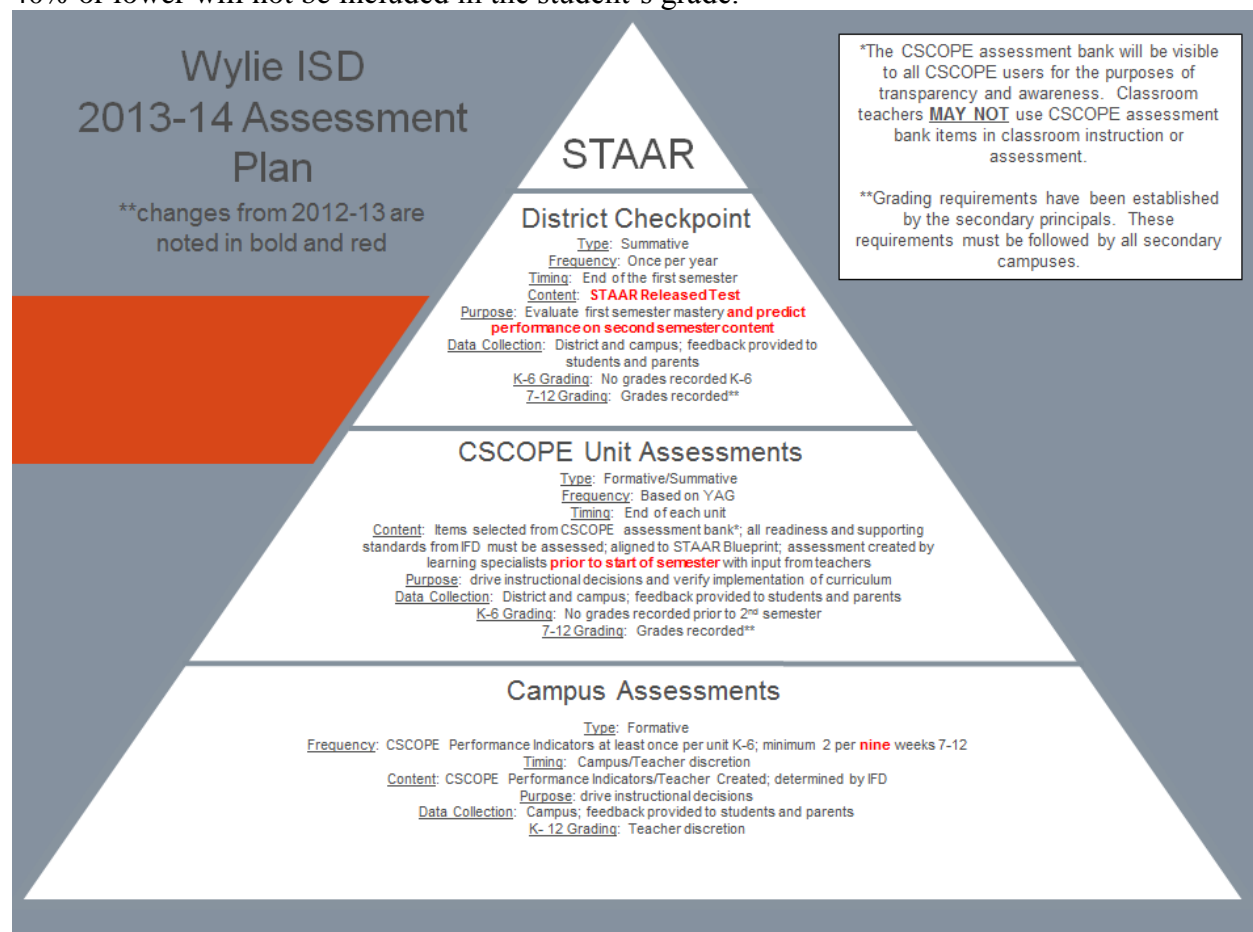 40% or lower will not be included in the student's grade.
Wylie ISD
2013-14 Assessment
Plan
**changes from 2012-13 are
noted in bold and red
*The CSCOPE assessment bank will be visible
to all CSCOPE users for the purposes of
transparency and awareness. Classroom
teachers MAY NOT use CSCOPE assessment
bank items in classroom instruction or
assessment.
**Grading requirements have been established
by the secondary principals. These
requirements must be followed by all secondary
campuses.
STAAR
District Checkpoint
Type: Summative
Frequency: Once per year
Timing: End of the first semester
Content: STAAR Released Test
Purpose: Evaluate first semester mastery and predict
performance on second semester content
Data Collection: District and campus; feedback provided to
students and parents
K-6 Grading: No grades recorded K-6
7-12 Grading: Grades recorded**
CSCOPE Unit Assessments
Type: Formative/Summative
Frequency: Based on YAG
Timing: End of each unit
Content: Items selected from CSCOPE assessment bank*; all readiness and supporting
standards from IFD must be assessed; aligned to STAAR Blueprint; assessment created by
learning specialists prior to start of semester with input from teachers
Purpose: drive instructional decisions and verify implementation of curriculum
Data Collection: District and campus; feedback provided to students and parents
K-6 Grading: No grades recorded prior to 2nd semester
7-12 Grading: Grades recorded**
Campus Assessments
Type: Formative
Frequency: CSCOPE Performance Indicators at least once per unit K-6; minimum 2 per nine weeks 7-12
Timing: Campus/Teacher discretion
Content: CSCOPE Performance Indicators/Teacher Created; determined by IFD
Purpose: drive instructional decisions
Data Collection: Campus; feedback provided to students and parents
K- 12 Grading: Teacher discretion